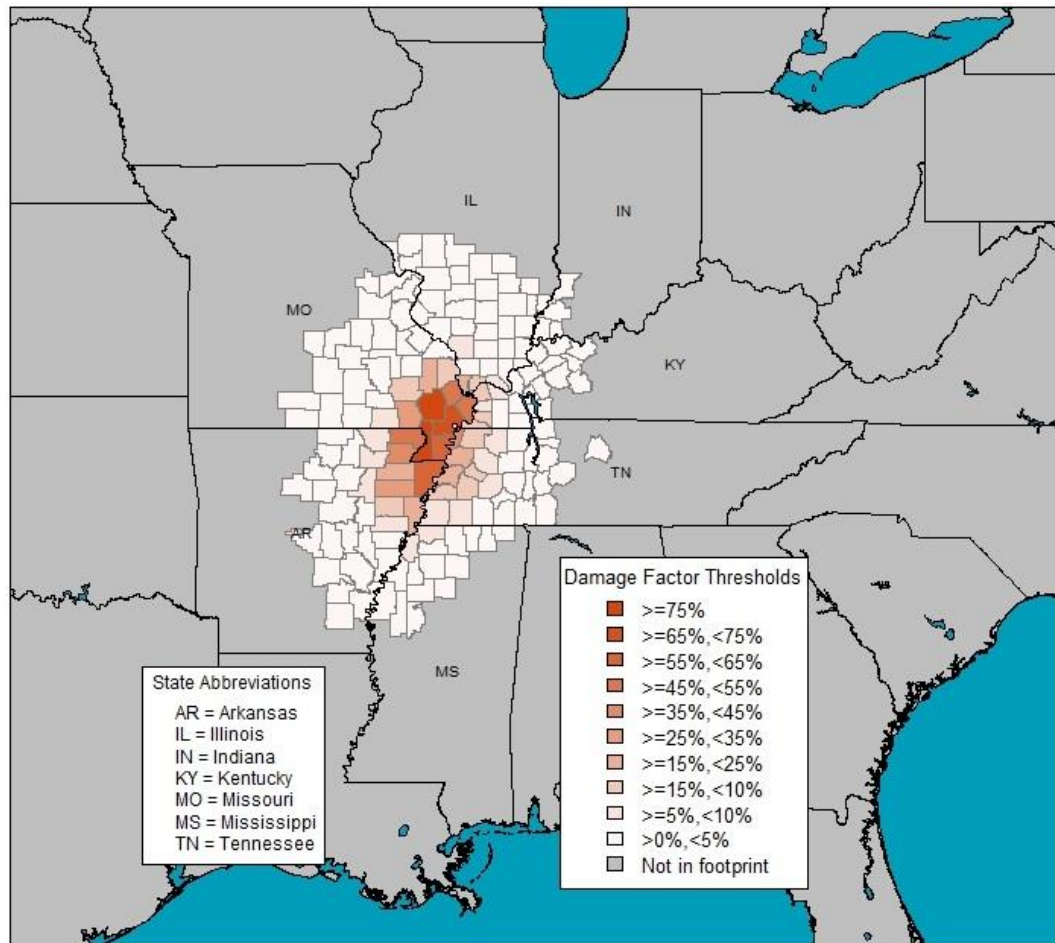 IL
IN
MO
KY
TN
AR
MS
Damage Factor Thresholds
>=75%
>=65%,<75%
>=55%,<65%
>=45%,<55%
>=35%,<45%
>=25%,<35%
>=15%,<25%
>=15%,<10%
>=5%,<10%
>0%,<5%
Not in footprint
State Abbreviations
AR = Arkansas
IL = Illinois
IN = Indiana
KY = Kentucky
MO = Missouri
MS = Mississippi
TN = Tennessee